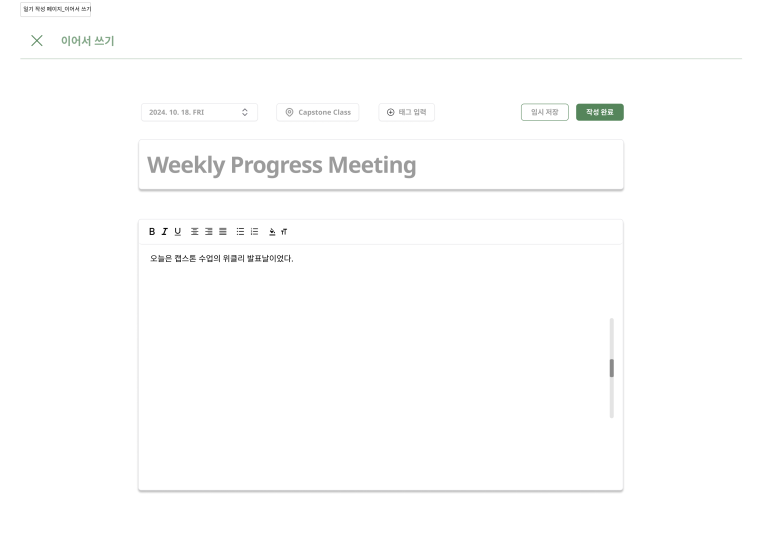 일기 작성 페이지_이어서 쓰기
이어서 쓰기
2024. 10. 18. FRI
Capstone Class
태그 입력
임시 저장
작성 완료
Weekly Progress Meeting
B I U
오늘은 캡스톤 수업의 위클리 발표날이었다.